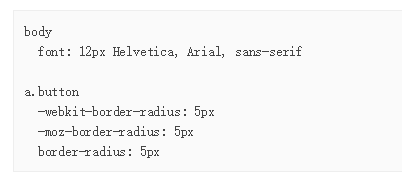 body
  font: 12px Helvetica, Arial, sans-serif

a.button
  -webkit-border-radius: 5px
  -moz-border-radius: 5px
  border-radius: 5px